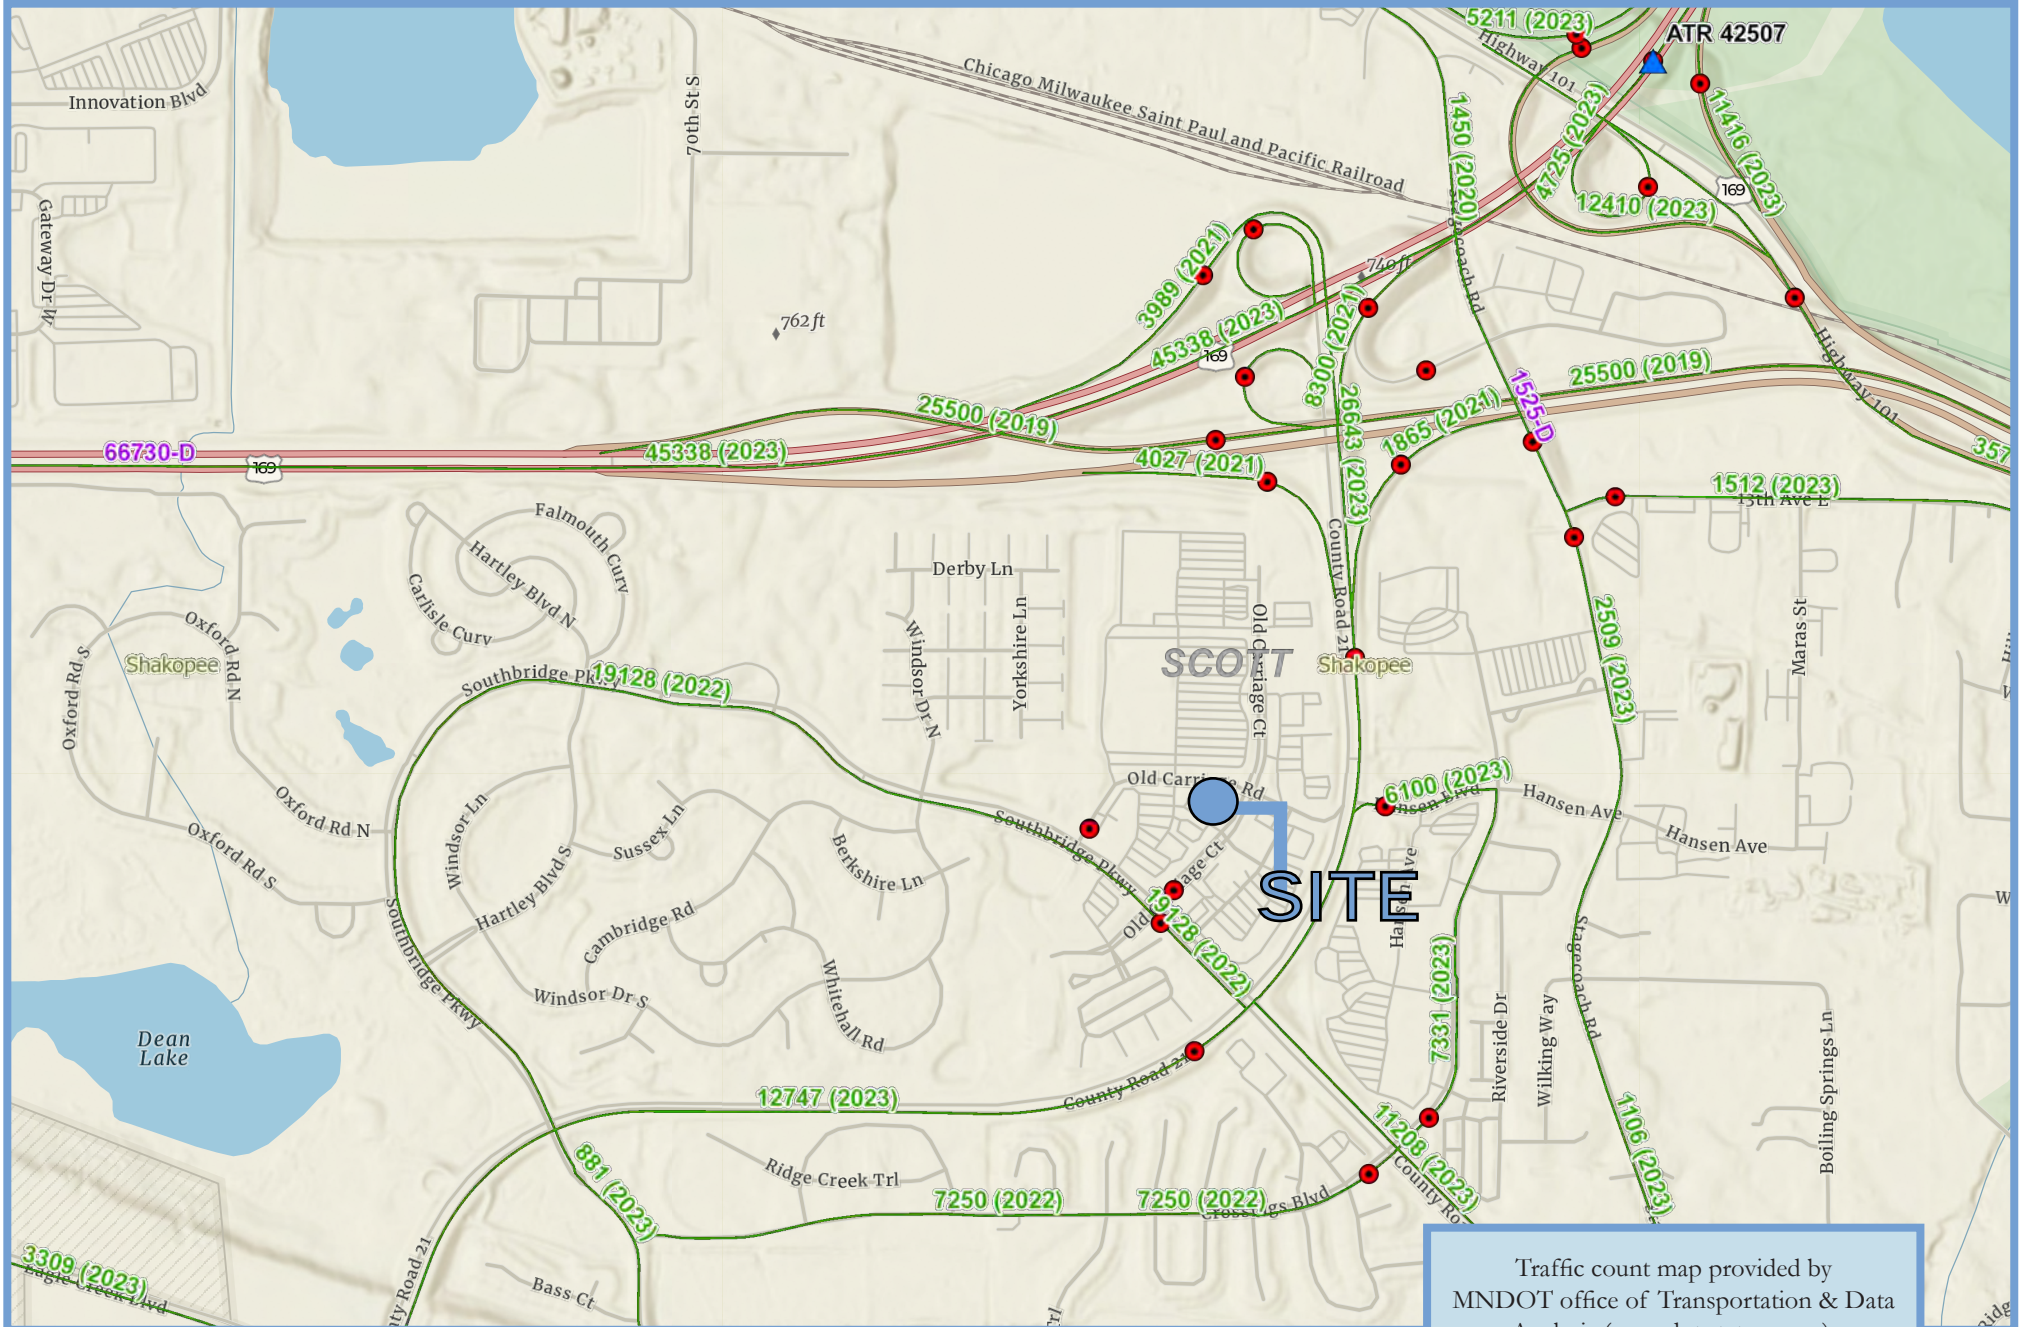 5211 (2023)
ATR 42507
Highway 101
Innovation Blvd
70th St S
Chicago Milwaukee Saint Paul and Pacific Railroad
1450 (2020)
4725 (2023)
11416 (2023)
169
12410 (2023)
Gateway Dr W
3989 (2021)
740 ft
762 ft
45338 (2023)
169
8300 (2021)
Highway 101
25500 (2019)
25500 (2019)
1525-D
26643 (2023)
1865 (2021)
66730-D
169
45338 (2023)
4027 (2021)
357
1512 (2023)
13th Ave E
Falmouth Curv
Hartley Blvd N
Carlisle Curv
Derby Ln
County Road 21
Oxford Rd S
Oxford Rd N
Shakopee
Southbridge Pkwy
19128 (2022)
Windsor Dr N
Yorkshire Ln
SCOTT
Old Carriage Ct
Shakopee
2509 (2023)
Maras St
Old Carriage Rd
6100 (2023)
Hansen Blvd
Hansen Ave
Hansen Ave
Oxford Rd N
Oxford Rd S
Windsor Ln
Sussex Ln
Hartley Blvd S
Berkshire Ln
Southbridge Pkwy
SITE
Cambridge Rd
Southbridge Pkwy
Windsor Dr S
Whitehall Rd
19128 (2022)
7331 (2023)
Riverside Dr
Wilking Way
Stagecoach Rd
Boiling Springs Ln
Dean
Lake
12747 (2023)
County Road 21
881 (2023)
Ridge Creek Trl
7250 (2022)
7250 (2022)
11208 (2023)
1106 (2023)
3309 (2023)
Eagle Creek Blvd
Bass Ct
Traffic count map provided by
MNDOT office of Transportation & Data